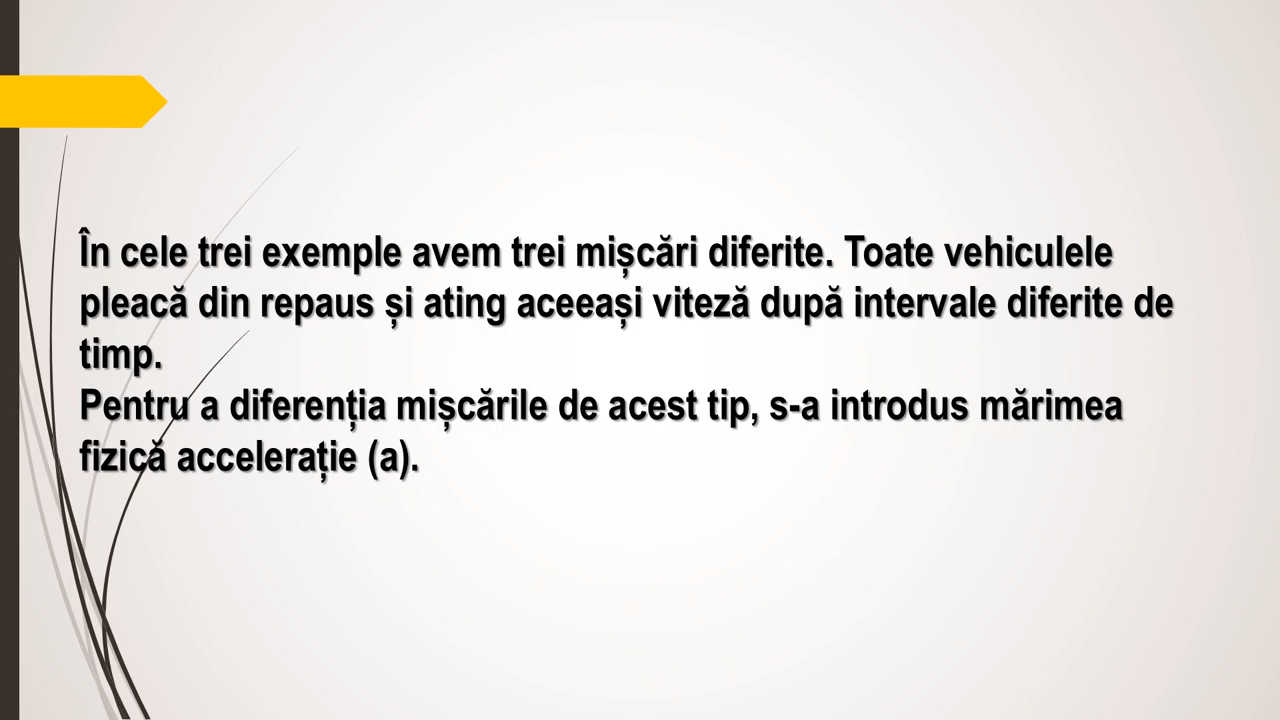 În cele trei exemple avem trei mișcări diferite. Toate vehiculele
pleacă din repaus și ating aceeași viteză după intervale diferite de
timp.
Pentru a diferenția mișcările de acest tip, s-a introdus mărimea
fizică accelerație (a).